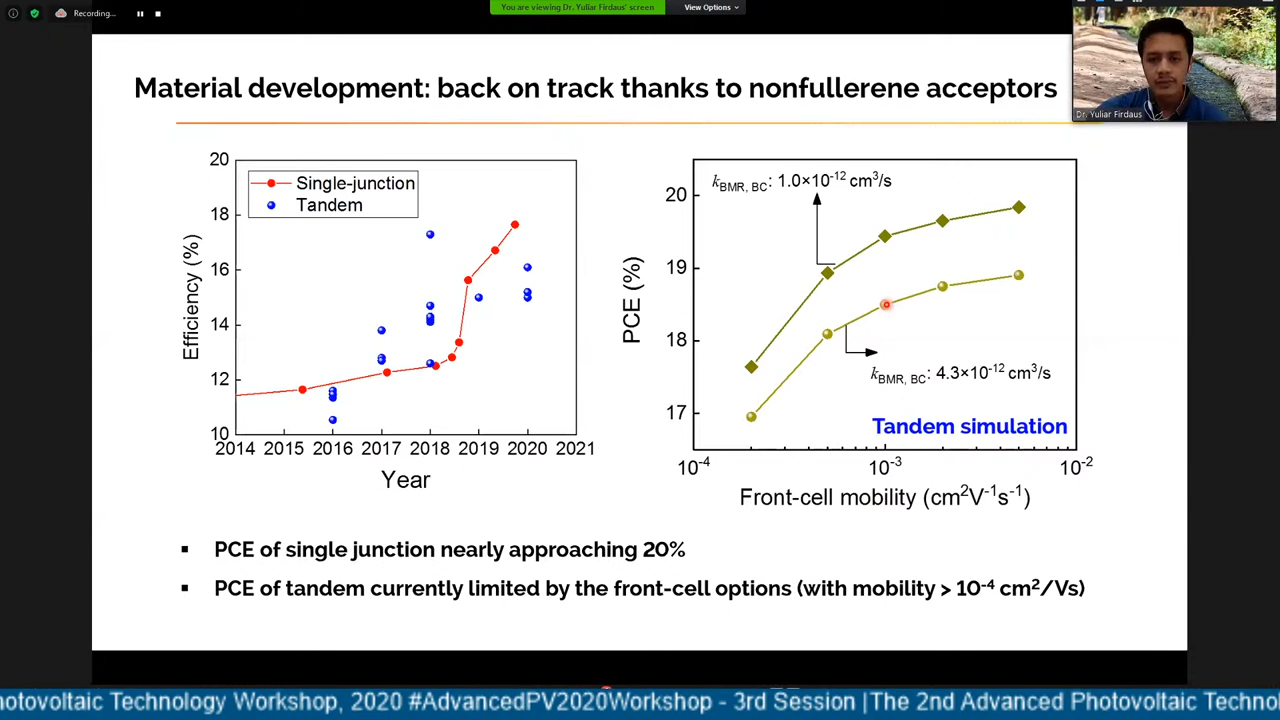 Recording...
You are viewing Dr. Yuliar Firdaus' screen
View Options
Dr. Yuliar Firdaus
Material development: back on track thanks to nonfullerene acceptors
Single-junction
Tandem
20
18
16
14
12
10
Efficiency (%)
2014 2015 2016 2017 2018 2019 2020 2021
Year
kBMR, BC: 1.0×10⁻¹² cm³/s
20
19
18
17
PCE (%)
kBMR, BC: 4.3×10⁻¹² cm³/s
Tandem simulation
10⁻⁴ 10⁻³ 10⁻²
Front-cell mobility (cm²V⁻¹s⁻¹)
▪ PCE of single junction nearly approaching 20%
▪ PCE of tandem currently limited by the front-cell options (with mobility > 10⁻⁴ cm²/Vs)
otovoltaic Technology Workshop, 2020 #AdvancedPV2020Workshop - 3rd Session |The 2nd Advanced Photovoltaic Techno